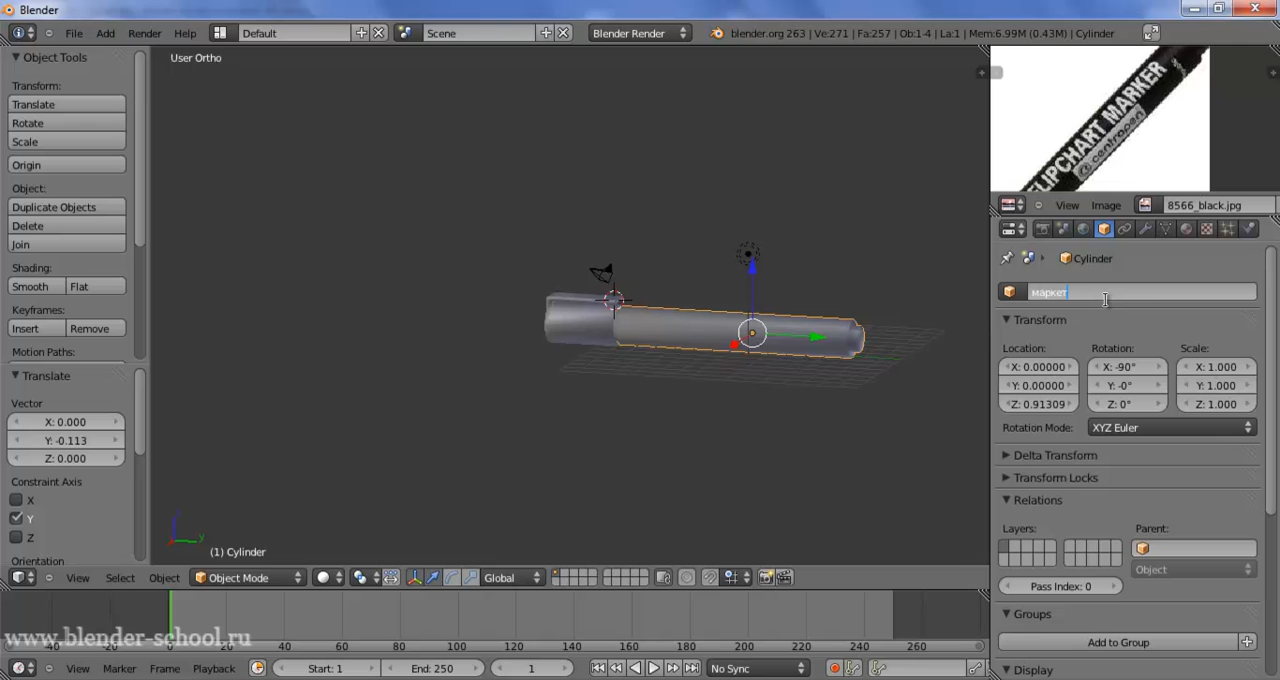 Blender
File Add Render Help Default Scene Blender Render blender.org 263 | Ve:271 | Fa:257 | Ob:1-4 | La:1 | Mem:6.99M (0.43M) | Cylinder
Object Tools
Transform:
Translate
Rotate
Scale
Origin
Object:
Duplicate Objects
Delete
Join
Shading:
Smooth Flat
Keyframes:
Insert Remove
Motion Paths:
Translate
Vector
X: 0.000
Y: -0.113
Z: 0.000
Constraint Axis
X
Y
Z
Orientation
User Ortho
(1) Cylinder
View Select Object Object Mode Global
-40 -20 0 20 40 60 80 100 120 140 160 180 200 220 240 260
www.blender-school.ru
View Marker Frame Playback Start: 1 End: 250 1 No Sync
FLIPCHART MARKER
centropen
View Image 8566_black.jpg
Cylinder
маркет
Transform
Location: Rotation: Scale:
X: 0.00000 X: -90° X: 1.000
Y: 0.00000 Y: -0° Y: 1.000
Z: 0.91309 Z: 0° Z: 1.000
Rotation Mode: XYZ Euler
Delta Transform
Transform Locks
Relations
Layers: Parent:
Object
Pass Index: 0
Groups
Add to Group
Display